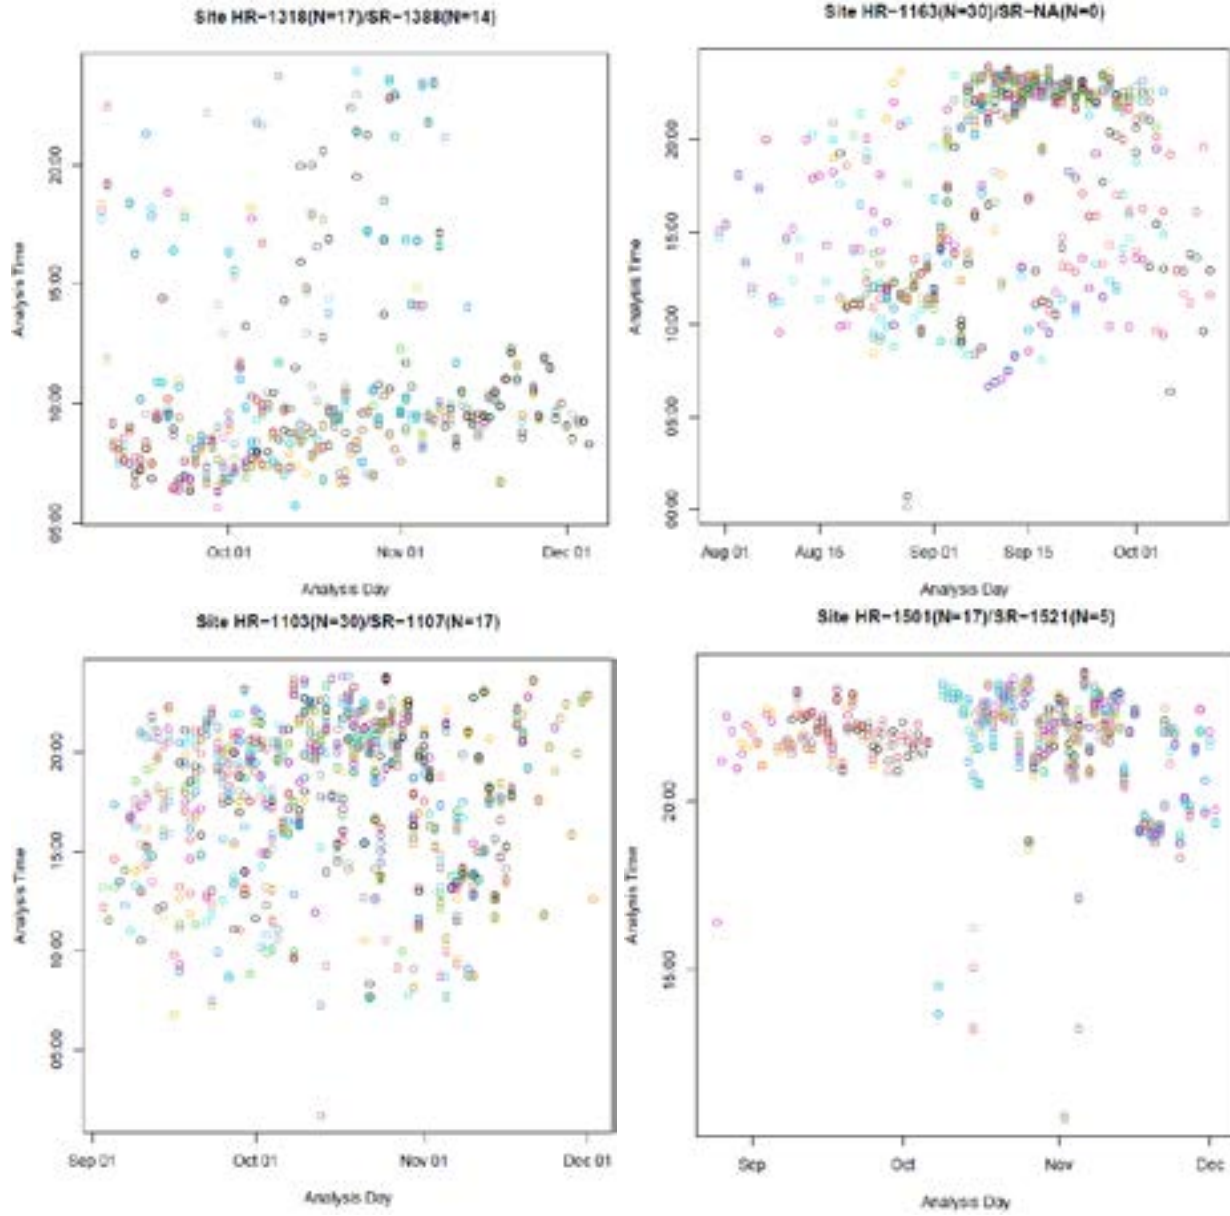 Site HR−1318(N=17)/SR−1388(N=14)
20:00
15:00
10:00
05:00
Analysis Time
Oct 01
Nov 01
Dec 01
Analysis Day
Site HR−1163(N=30)/SR−NA(N=0)
20:00
15:00
10:00
05:00
00:00
Analysis Time
Aug 01
Aug 15
Sep 01
Sep 15
Oct 01
Analysis Day
Site HR−1103(N=30)/SR−1107(N=17)
20:00
15:00
10:00
05:00
Analysis Time
Sep 01
Oct 01
Nov 01
Dec 01
Analysis Day
Site HR−1501(N=17)/SR−1521(N=5)
20:00
15:00
Analysis Time
Sep
Oct
Nov
Dec
Analysis Day